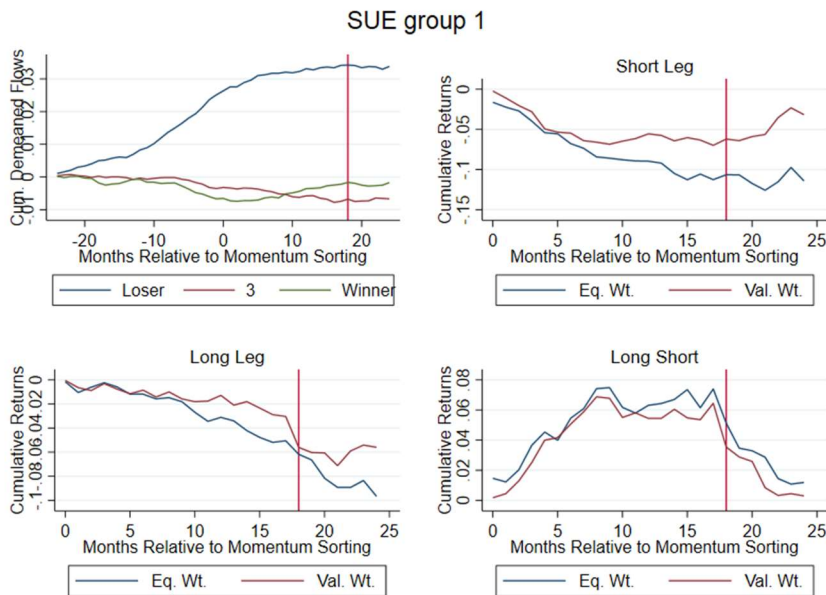 SUE group 1
Cum. Demeaned Flows
-.01 0 .01 .02 .03
-20 -10 0 10 20
Months Relative to Momentum Sorting
Loser 3 Winner
Short Leg
Cumulative Returns
-.15 -.1 -.05 0
0 5 10 15 20 25
Months Relative to Momentum Sorting
Eq. Wt. Val. Wt.
Long Leg
Cumulative Returns
-.1 -.08 -.06 -.04 -.02 0
0 5 10 15 20 25
Months Relative to Momentum Sorting
Eq. Wt. Val. Wt.
Long Short
Cumulative Returns
0 .02 .04 .06 .08
0 5 10 15 20 25
Months Relative to Momentum Sorting
Eq. Wt. Val. Wt.